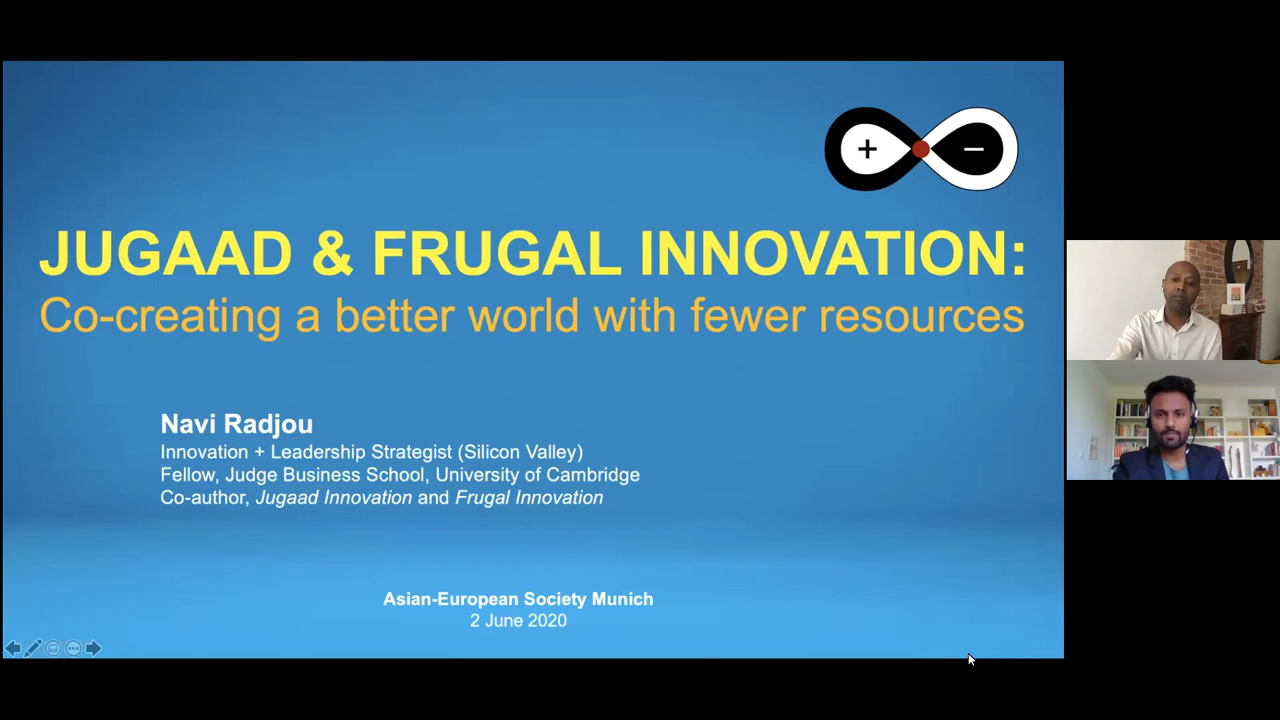 + −
JUGAAD & FRUGAL INNOVATION:
Co-creating a better world with fewer resources
Navi Radjou
Innovation + Leadership Strategist (Silicon Valley)
Fellow, Judge Business School, University of Cambridge
Co-author, Jugaad Innovation and Frugal Innovation
Asian-European Society Munich
2 June 2020